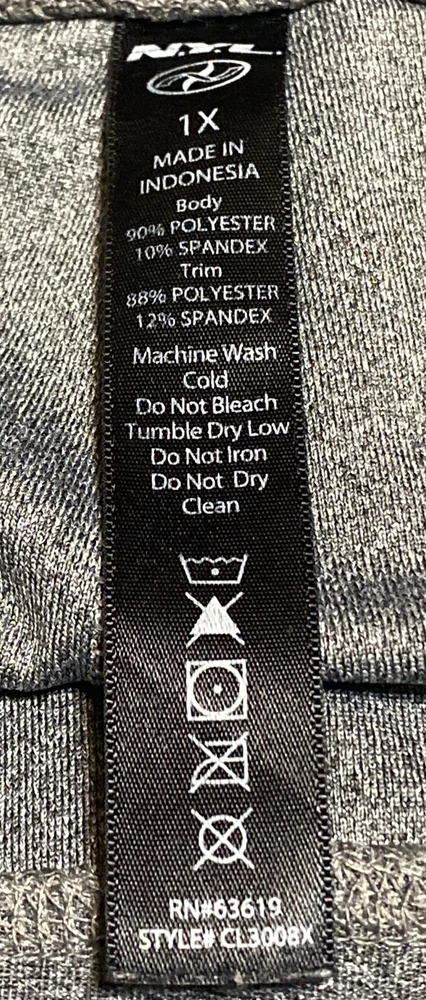 N.Y.L.
1X
MADE IN
INDONESIA
Body
90% POLYESTER
10% SPANDEX
Trim
88% POLYESTER
12% SPANDEX
Machine Wash
Cold
Do Not Bleach
Tumble Dry Low
Do Not Iron
Do Not Dry
Clean
RN#63619
STYLE# CL3008X